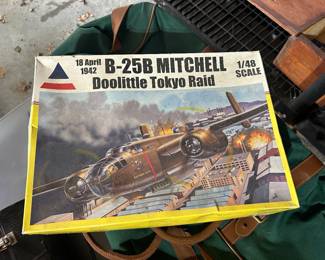 18 April
1942
B-25B MITCHELL
Doolittle Tokyo Raid
1/48
SCALE